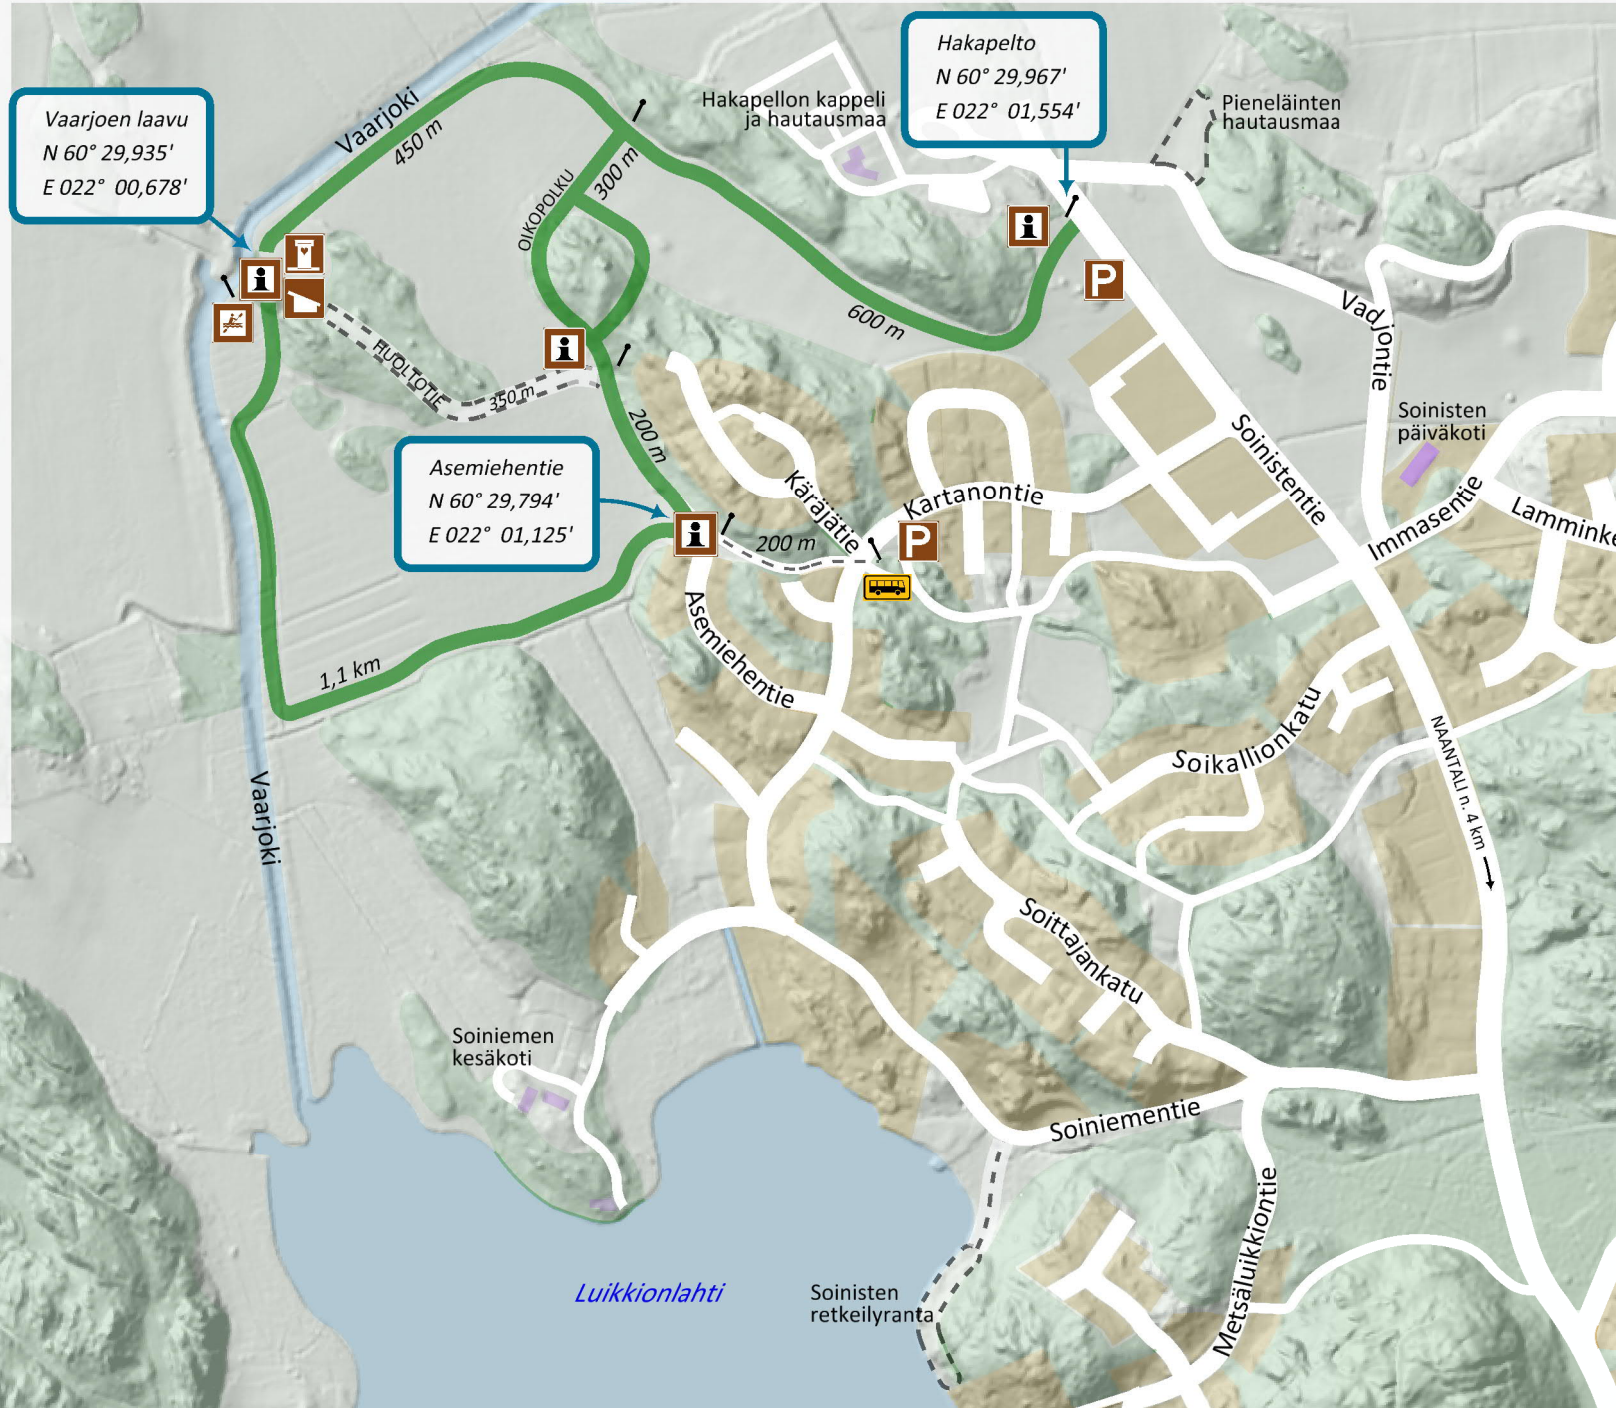 Hakapelto
N 60° 29,967'
E 022° 01,554'
Vaarjoen laavu
N 60° 29,935'
E 022° 00,678'
Vaarjoki
450 m
Hakapellon kappeli
ja hautausmaa
Pieneläinten
hautausmaa
OIKOPOLKU
300 m
600 m
P
Vadjontie
HUOLTOTIE
350 m
200 m
Soinisten
päiväkoti
Asemiehentie
N 60° 29,794'
E 022° 01,125'
Käräjätie
Kartanontie
Soinistentie
Immasentie
Lamminke
200 m
P
Asemiehentie
1,1 km
Soikallionkatu
NAANTALI n. 4 km
Vaarjoki
Soittajankatu
Soiniemen
kesäkoti
Soiniementie
Metsäluikkiontie
Luikkionlahti
Soinisten
retkeilyranta